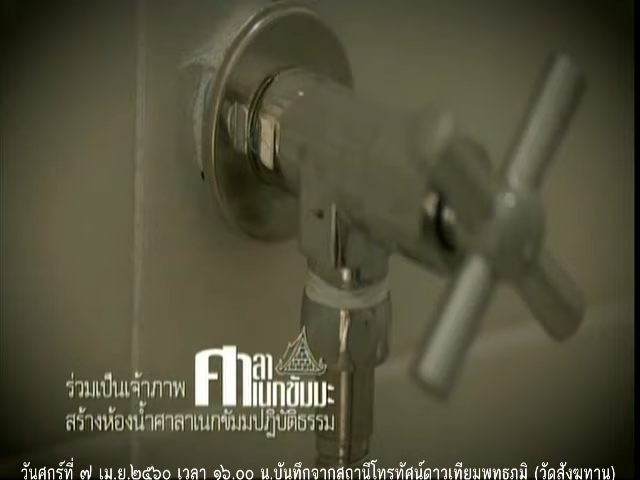 ร่วมเป็นเจ้าภาพ ศาลาเนกขัมมะ
สร้างห้องน้ำศาลาเนกขัมมปฏิบัติธรรม
วันศุกร์ที่ ๗ เม.ย.๒๕๖๐ เวลา ๑๖.๐๐ น.บันทึกจากสถานีโทรทัศน์ดาวเทียมพุทธภูมิ (วัดสังฆทาน)